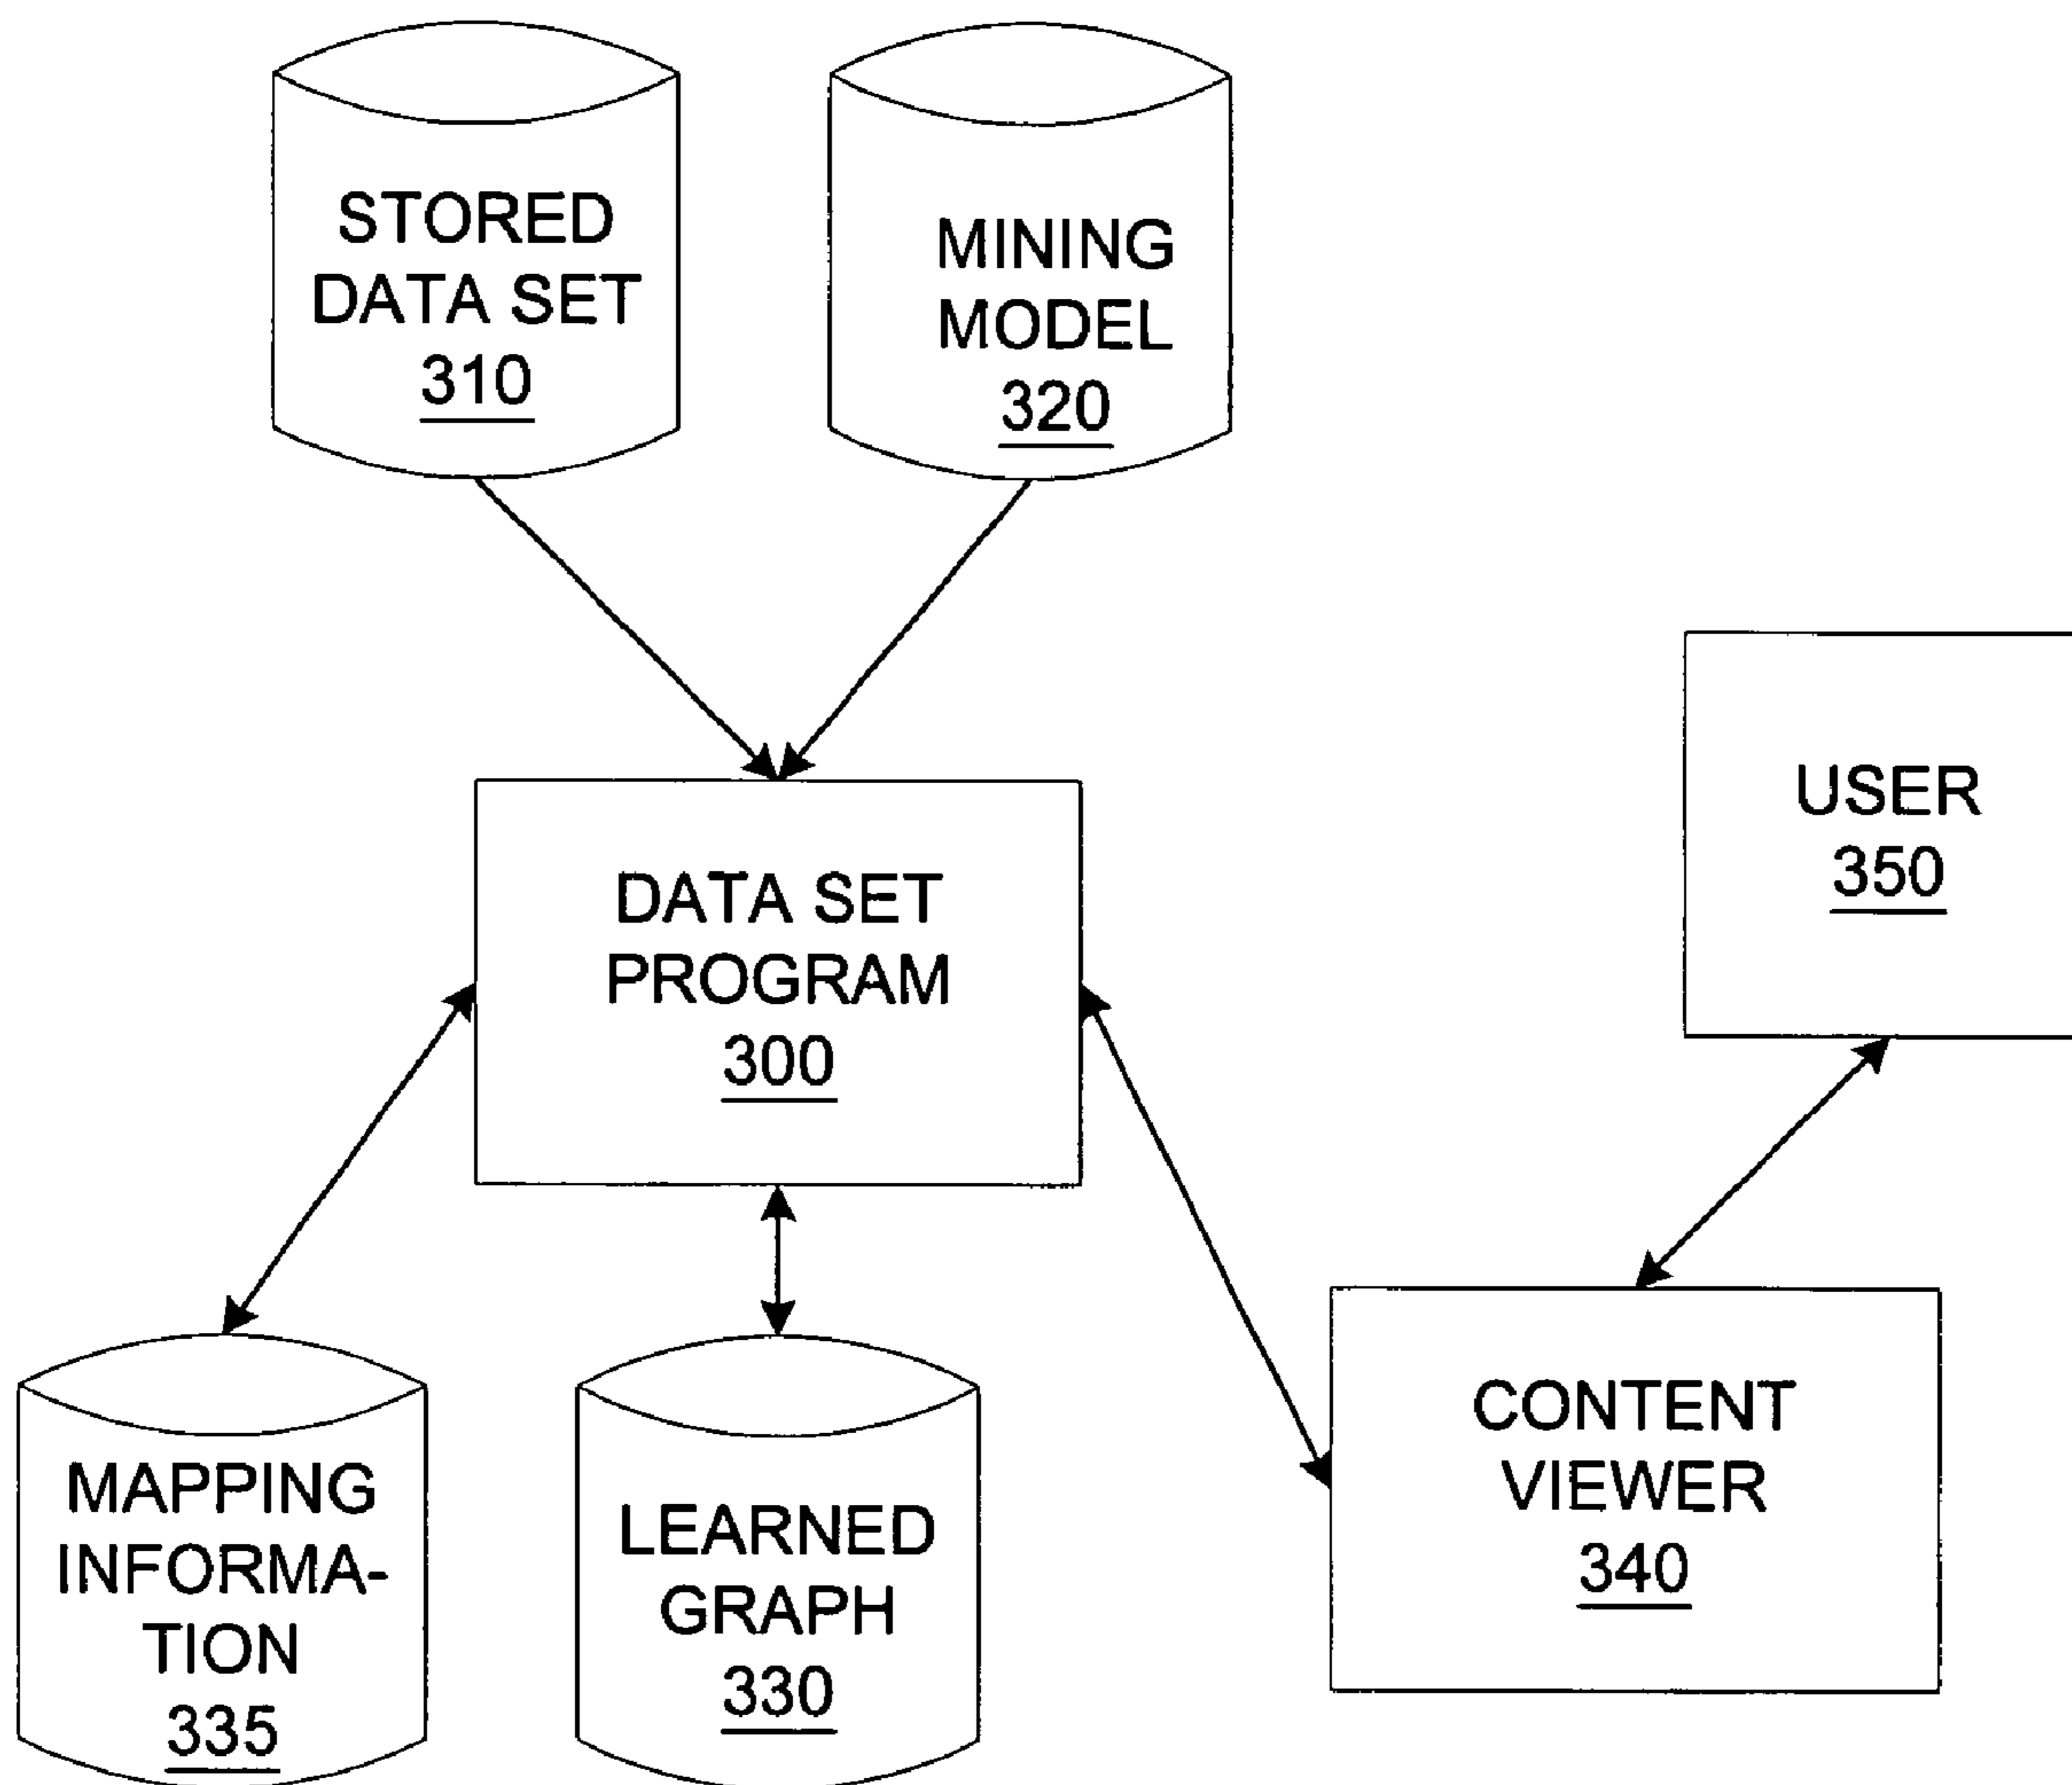 STORED
DATA SET
310
MINING
MODEL
320
DATA SET
PROGRAM
300
USER
350
MAPPING
INFORMA-
TION
335
LEARNED
GRAPH
330
CONTENT
VIEWER
340